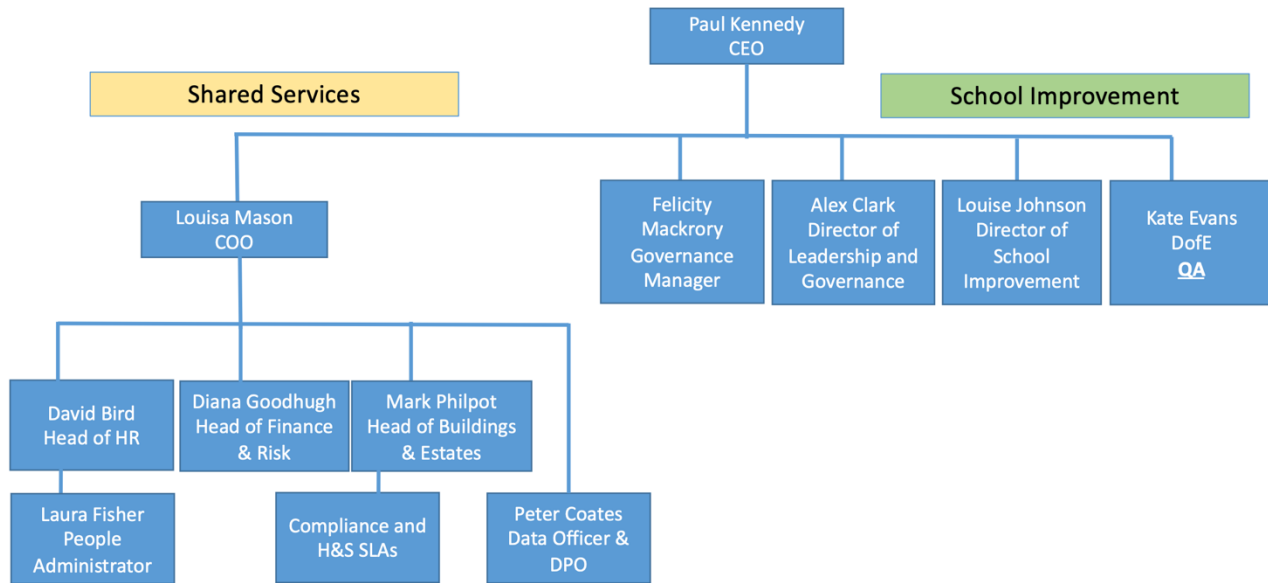 Paul Kennedy
CEO
Shared Services
School Improvement
Louisa Mason
COO
Felicity
Mackrory
Governance
Manager
Alex Clark
Director of
Leadership and
Governance
Louise Johnson
Director of
School
Improvement
Kate Evans
DofE
QA
David Bird
Head of HR
Diana Goodhugh
Head of Finance
& Risk
Mark Philpot
Head of Buildings
& Estates
Laura Fisher
People
Administrator
Compliance and
H&S SLAs
Peter Coates
Data Officer &
DPO